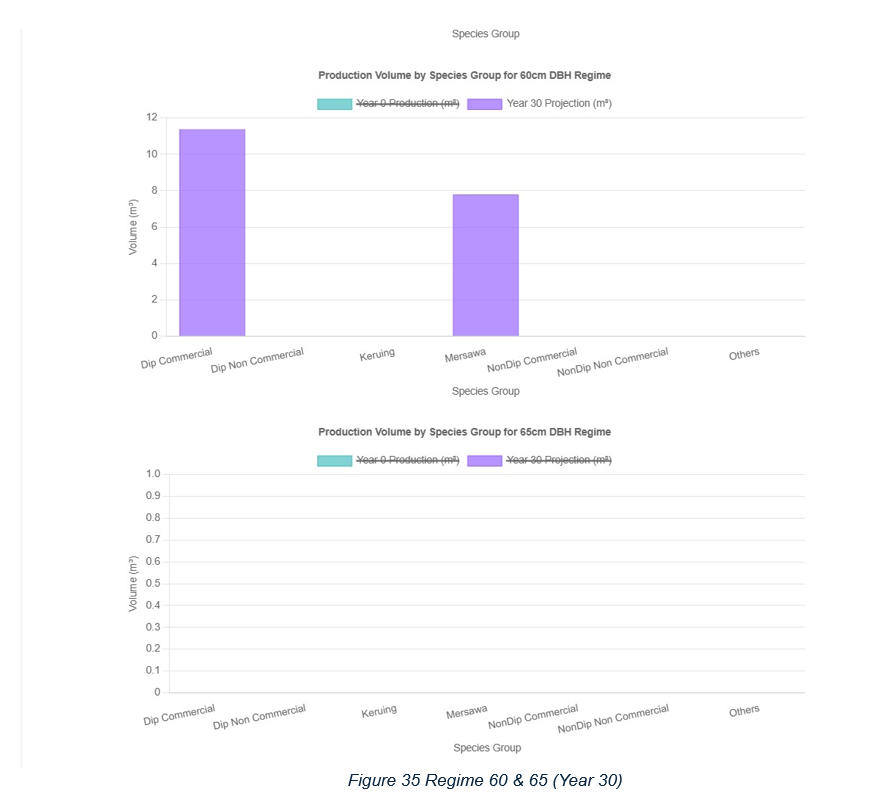 Species Group
Production Volume by Species Group for 60cm DBH Regime
Year 0 Production (m³) Year 30 Projection (m³)
12
10
8
6
4
2
0
Volume (m³)
Dip Commercial Dip Non Commercial Keruing Mersawa NonDip Commercial NonDip Non Commercial Others
Species Group
Production Volume by Species Group for 65cm DBH Regime
Year 0 Production (m³) Year 30 Projection (m³)
1.0
0.9
0.8
0.7
0.6
0.5
0.4
0.3
0.2
0.1
0
Volume (m³)
Dip Commercial Dip Non Commercial Keruing Mersawa NonDip Commercial NonDip Non Commercial Others
Species Group
Figure 35 Regime 60 & 65 (Year 30)